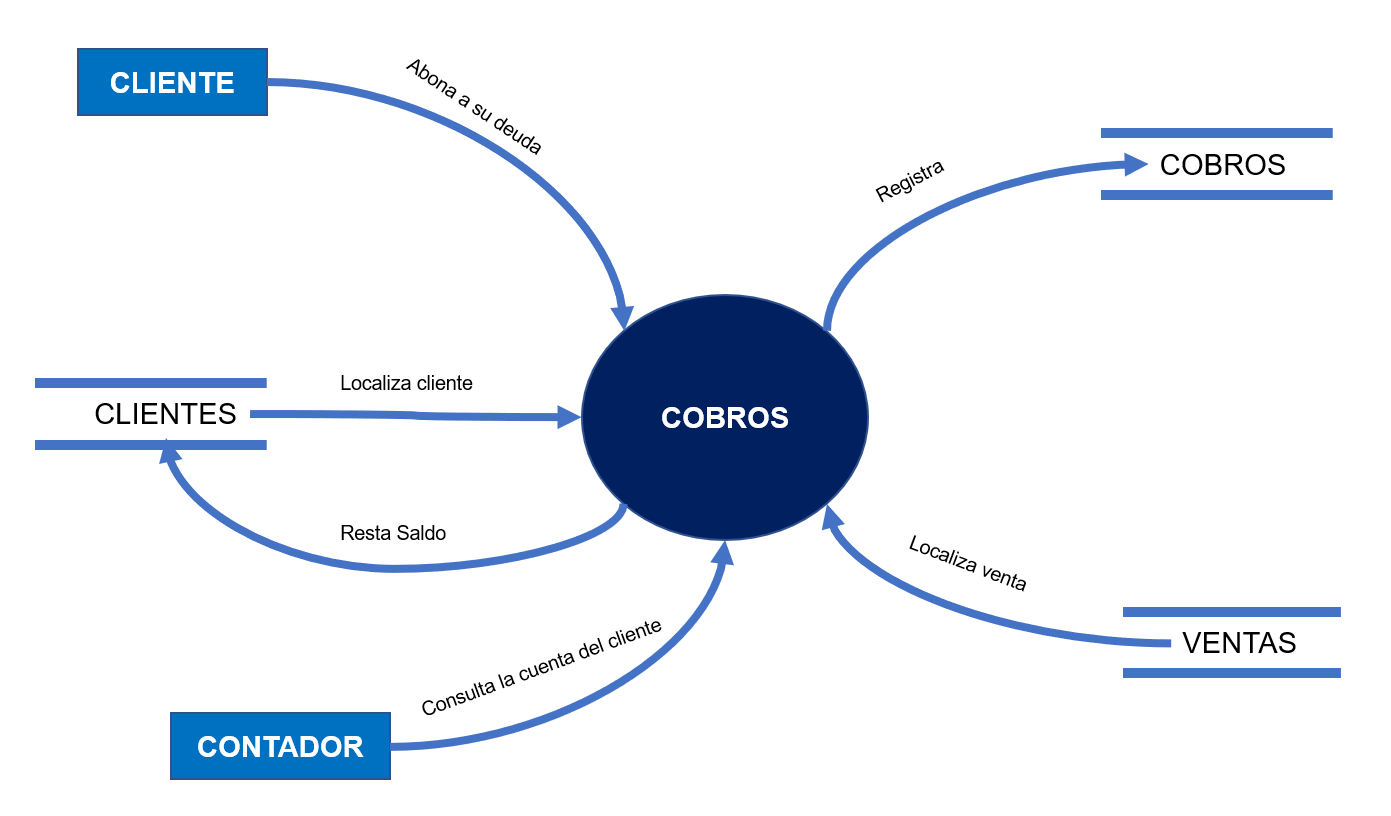 CLIENTE
Abona a su deuda
Registra
COBROS
Localiza cliente
CLIENTES
COBROS
Resta Saldo
Localiza venta
VENTAS
Consulta la cuenta del cliente
CONTADOR